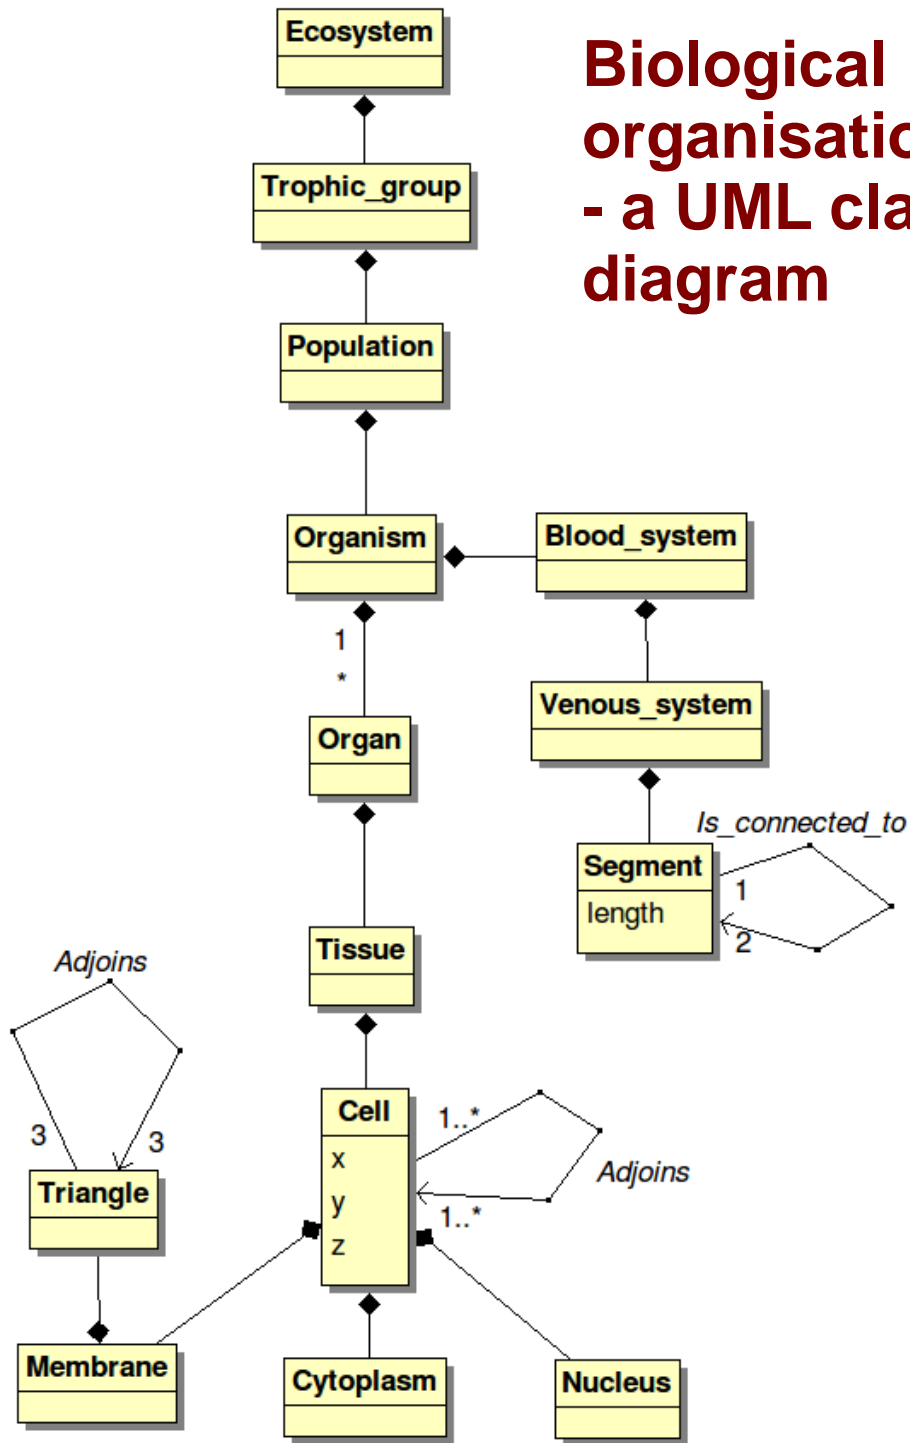 Ecosystem
Biological
organisatio
- a UML cla
diagram
Trophic_group
Population
Organism
Blood_system
1
*
Venous_system
Organ
Is_connected_to
Segment
1
length
2
Tissue
Adjoins
Cell
1..*
x
3
3
Adjoins
Triangle
y
1..*
z
Membrane
Cytoplasm
Nucleus